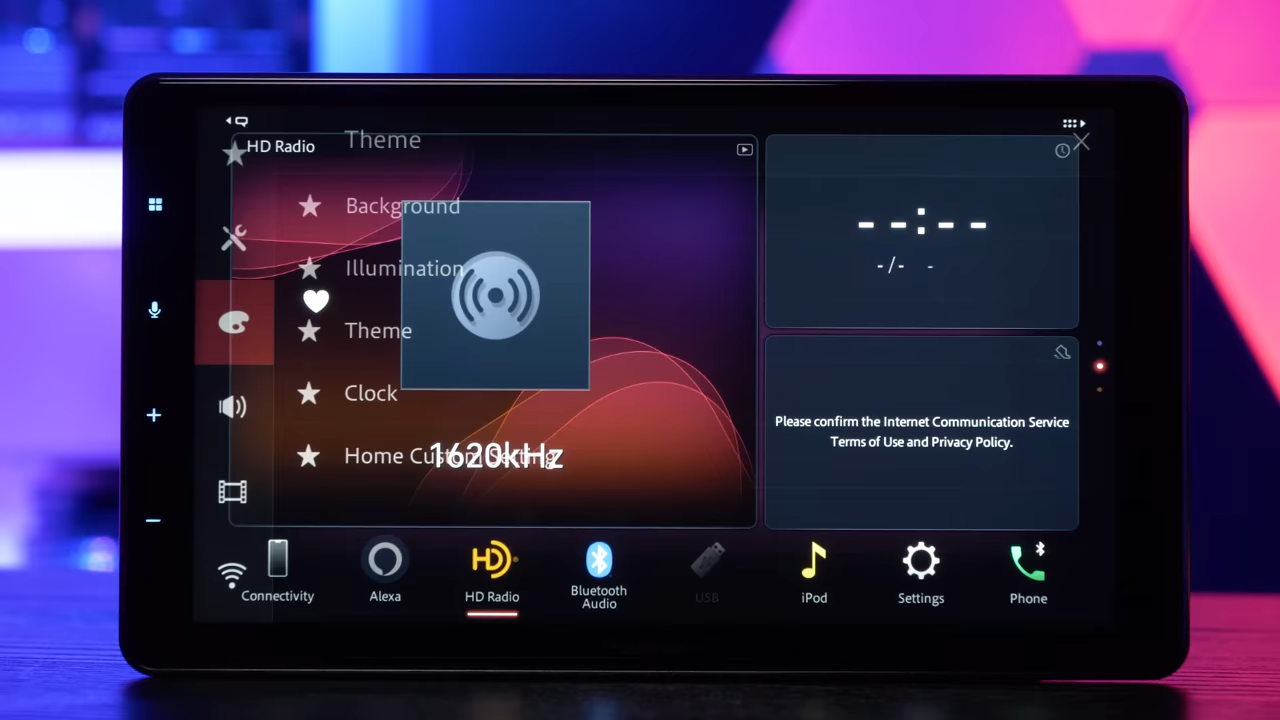 Theme
HD Radio
Background
Illumination
Theme
Clock
Home Custom Setting
1620kHz
--:--
-/- -
Please confirm the Internet Communication Service
Terms of Use and Privacy Policy.
Connectivity
Alexa
HD
HD Radio
Bluetooth
Audio
USB
iPod
Settings
Phone